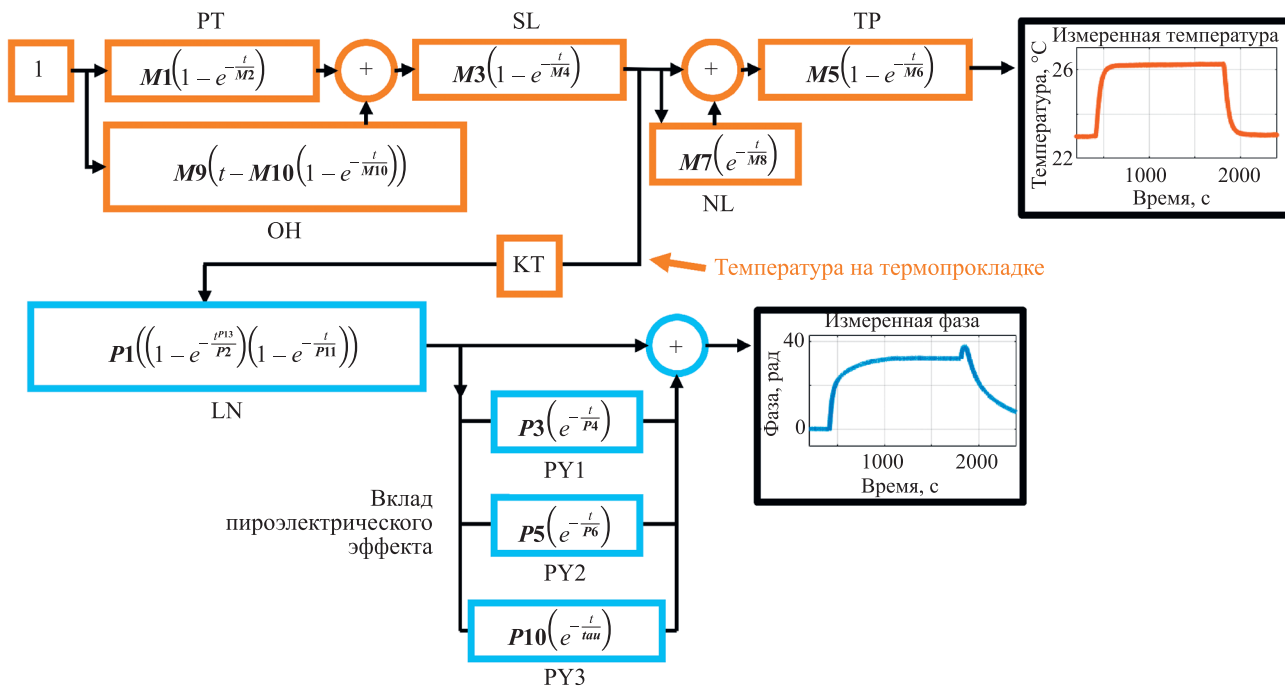 PT
SL
TP
1
M1(1 − e^{−t/M2})
+
M3(1 − e^{−t/M4})
+
M5(1 − e^{−t/M6})
Измеренная температура
Температура, °C
26
22
1000 2000
Время, с
M9(t − M10(1 − e^{−t/M10}))
OH
M7(e^{−t/M8})
NL
KT
Температура на термопрокладке
P1((1 − e^{−t^{P13}/P2})(1 − e^{−t/P11}))
LN
+
Измеренная фаза
Фаза, рад
40
0
1000 2000
Время, с
P3(e^{−t/P4})
PY1
Вклад
пироэлектрического
эффекта
P5(e^{−t/P6})
PY2
P10(e^{−t/tau})
PY3